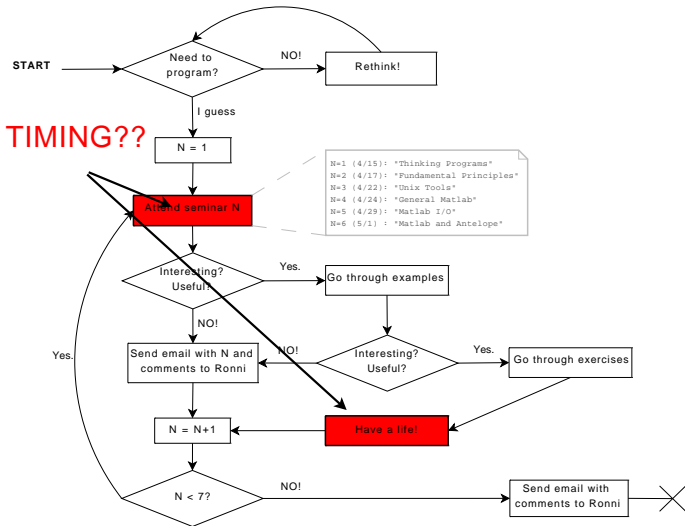 START
Need to
program?
NO!
Rethink!
I guess
TIMING??
N = 1
N=1 (4/15): "Thinking Programs"
N=2 (4/17): "Fundamental Principles"
N=3 (4/22): "Unix Tools"
N=4 (4/24): "General Matlab"
N=5 (4/29): "Matlab I/O"
N=6 (5/1): "Matlab and Antelope"
Attend seminar N
Interesting?
Useful?
Yes.
Go through examples
NO!
Yes.
Send email with N and
comments to Ronni
NO!
Interesting?
Useful?
Yes.
Go through exercises
N = N+1
Have a life!
N < 7?
NO!
Send email with
comments to Ronni